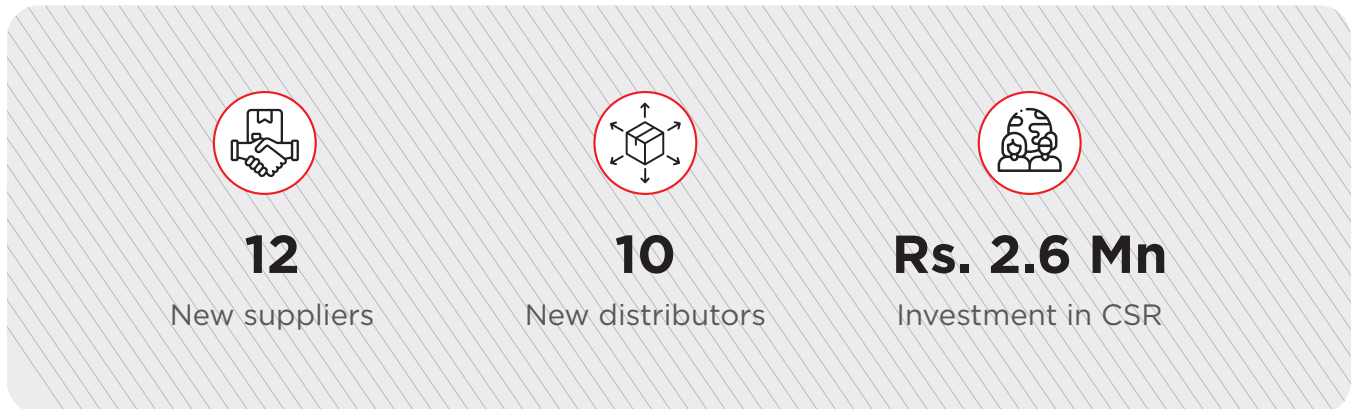 12
New suppliers
10
New distributors
Rs. 2.6 Mn
Investment in CSR